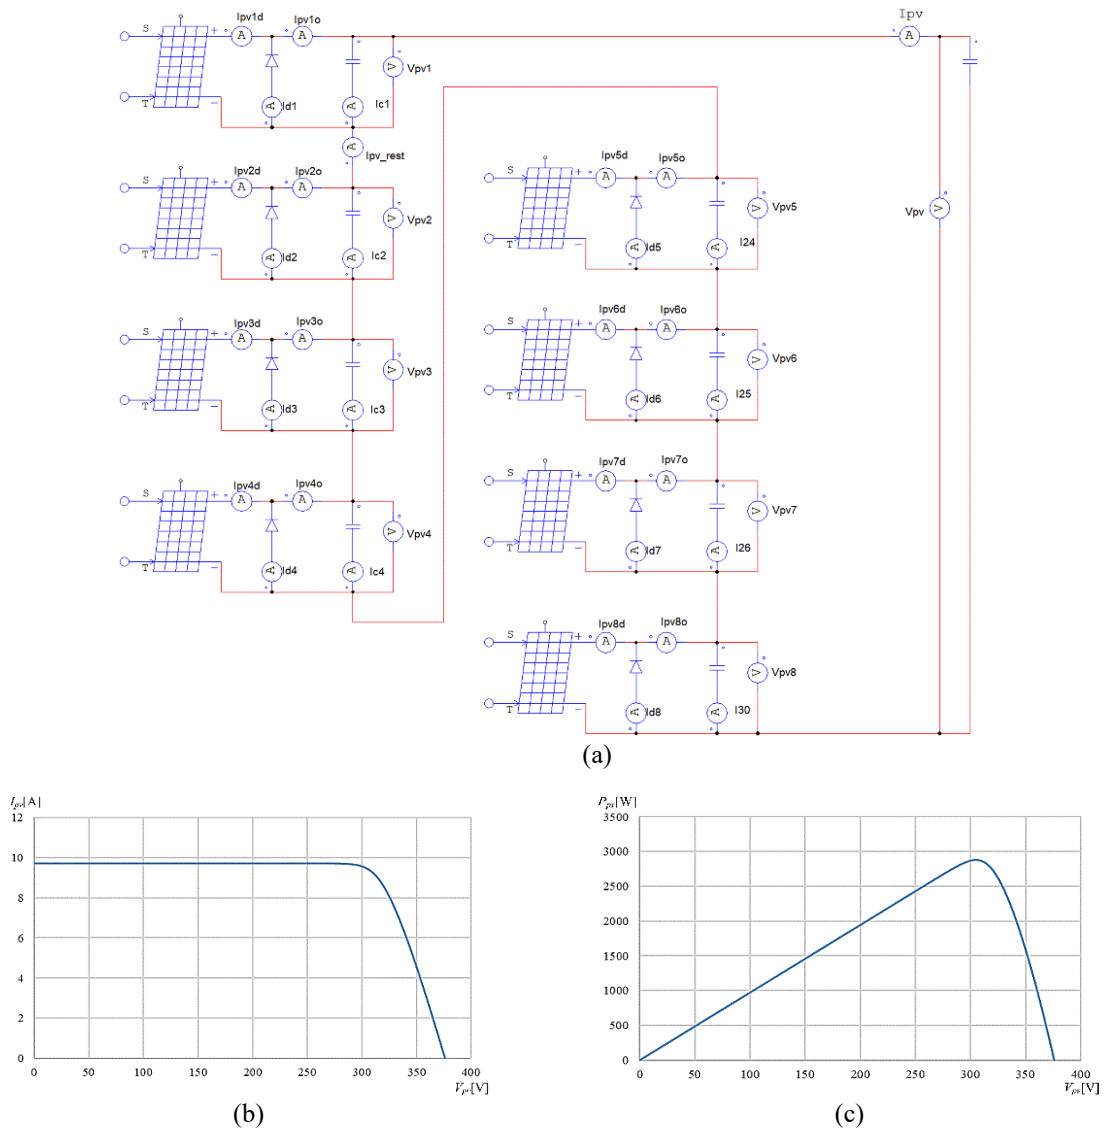 Ipv1d Ipv1o Ipv
S + A A A
Vpv1 V
T − A Id1 A Ic1
A Ipv_rest
Ipv2d Ipv2o Ipv5d Ipv5o
S + A A S + A A
V Vpv2 V Vpv5 Vpv V
T − A Id2 A Ic2 T − A Id5 A I24
Ipv3d Ipv3o Ipv6d Ipv6o
S + A A S + A A
V Vpv3 V Vpv6
T − A Id3 A Ic3 T − A Id6 A I25
Ipv4d Ipv4o Ipv7d Ipv7o
S + A A S + A A
V Vpv4 V Vpv7
T − A Id4 A Ic4 T − A Id7 A I26
Ipv8d Ipv8o
S + A A
V Vpv8
T − A Id8 A I30
(a)
Ipv[A]
12
10
8
6
4
2
0
0 50 100 150 200 250 300 350 400
Vpv[V]
(b)
Ppv[W]
3500
3000
2500
2000
1500
1000
500
0
0 50 100 150 200 250 300 350 400
Vpv[V]
(c)